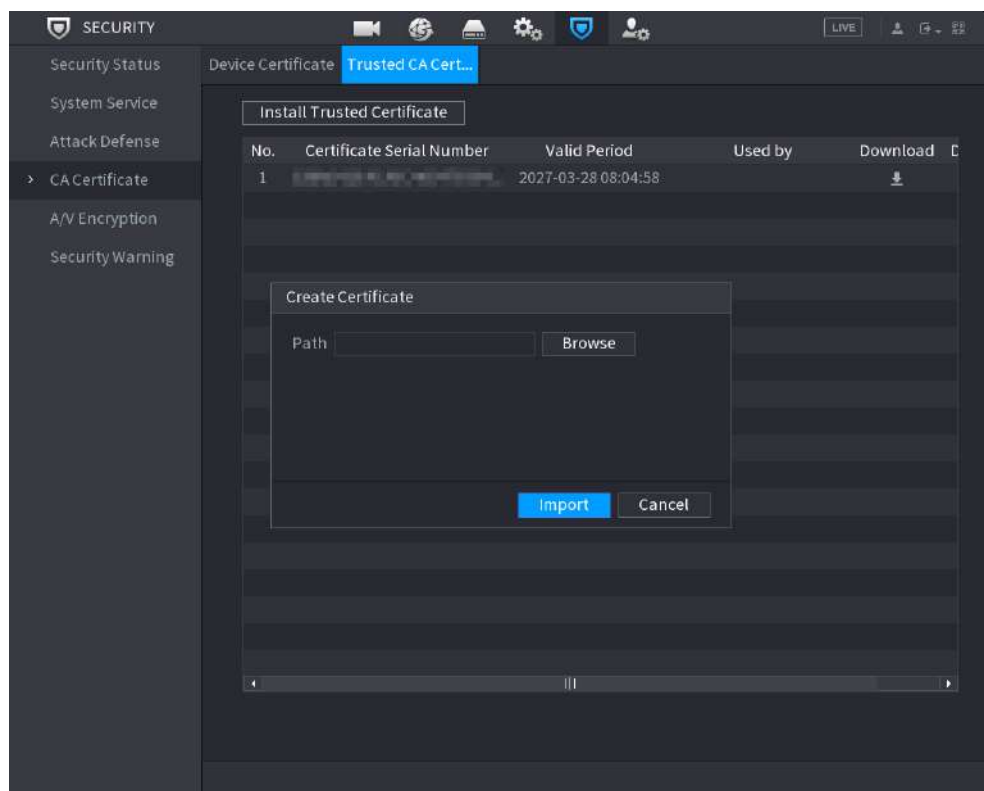 SECURITY
LIVE
Security Status
System Service
Attack Defense
CA Certificate
A/V Encryption
Security Warning
Device Certificate Trusted CA Cert...
Install Trusted Certificate
No. Certificate Serial Number Valid Period Used by Download
1 2027-03-28 08:04:58
Create Certificate
Path Browse
Import Cancel